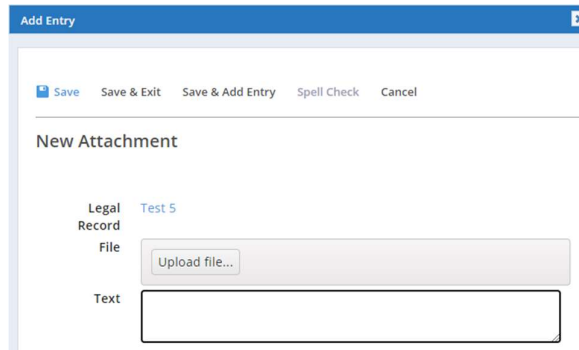 Add Entry
Save Save & Exit Save & Add Entry Spell Check Cancel
New Attachment
Legal Record Test 5
File
Upload file...
Text